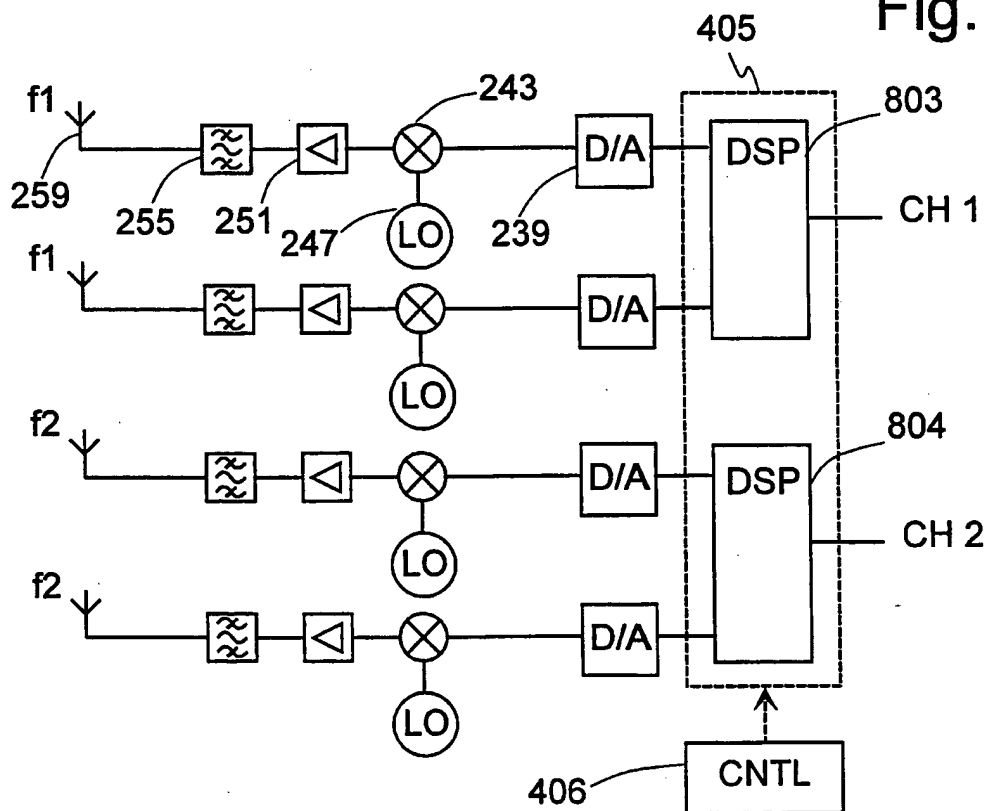 Fig.
405
f1
243
803
D/A
DSP
259
255
251
247
LO
239
CH 1
f1
D/A
LO
f2
804
D/A
DSP
LO
CH 2
f2
D/A
LO
406
CNTL